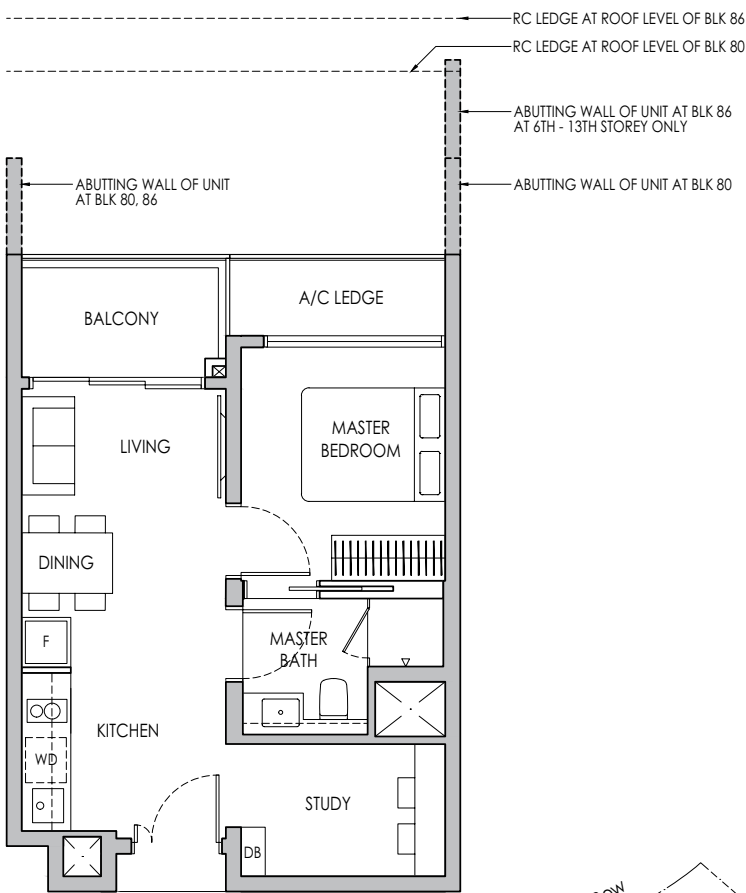 RC LEDGE AT ROOF LEVEL OF BLK 86
RC LEDGE AT ROOF LEVEL OF BLK 80
ABUTTING WALL OF UNIT AT BLK 86
AT 6TH - 13TH STOREY ONLY
ABUTTING WALL OF UNIT
AT BLK 80, 86
ABUTTING WALL OF UNIT AT BLK 80
BALCONY
A/C LEDGE
LIVING
MASTER
BEDROOM
DINING
F
MASTER
BATH
KITCHEN
WD
STUDY
DB